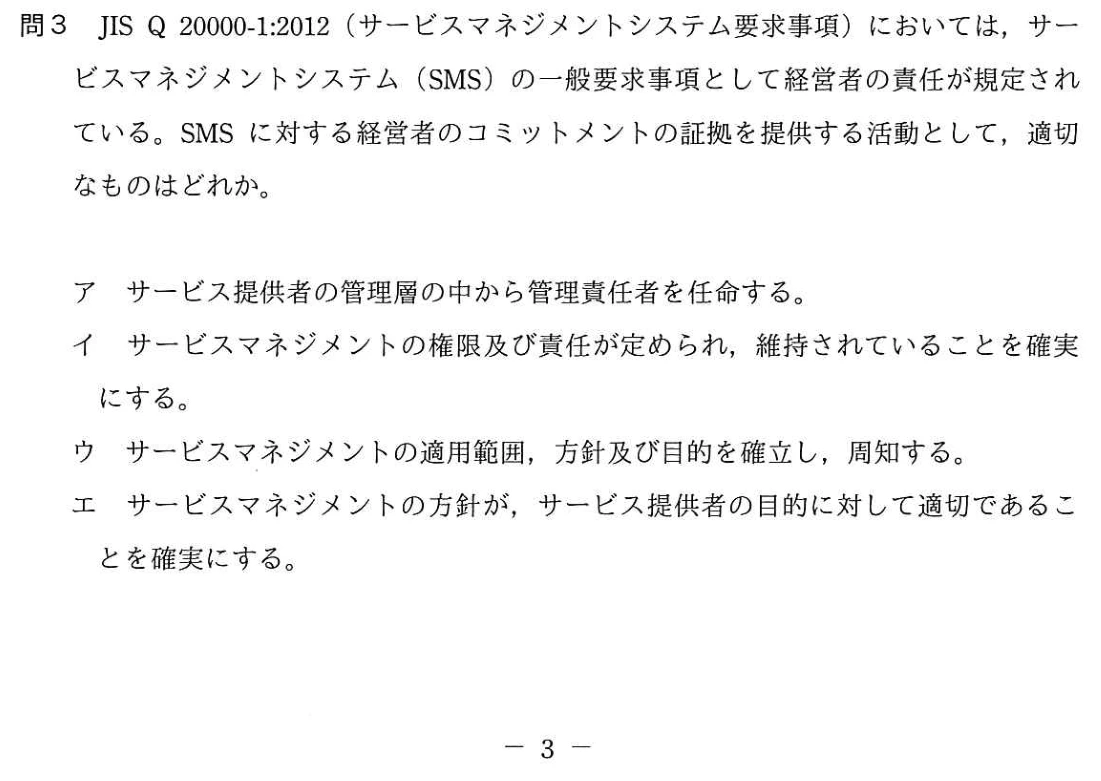 問3 JIS Q 20000-1:2012(サービスマネジメントシステム要求事項)においては,サー
ビスマネジメントシステム(SMS)の一般要求事項として経営者の責任が規定され
ている。SMS に対する経営者のコミットメントの証拠を提供する活動として,適切
なものはどれか。
ア サービス提供者の管理層の中から管理責任者を任命する。
イ サービスマネジメントの権限及び責任が定められ,維持されていることを確実
にする。
ウ サービスマネジメントの適用範囲,方針及び目的を確立し,周知する。
エ サービスマネジメントの方針が,サービス提供者の目的に対して適切であるこ
とを確実にする。
- 3 -